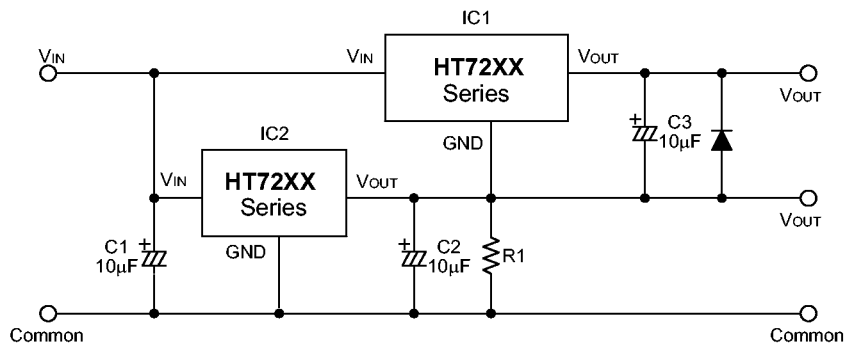 IC1
VIN
VIN
HT72XX
Series
VOUT
VOUT
GND
+
C3
10μF
IC2
VIN
HT72XX
Series
VOUT
VOUT
GND
+
C1
10μF
+
C2
10μF
R1
Common
Common